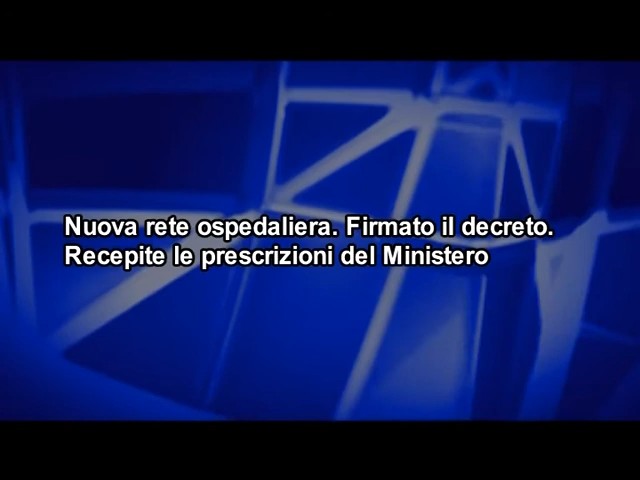 Nuova rete ospedaliera. Firmato il decreto.
Recepite le prescrizioni del Ministero